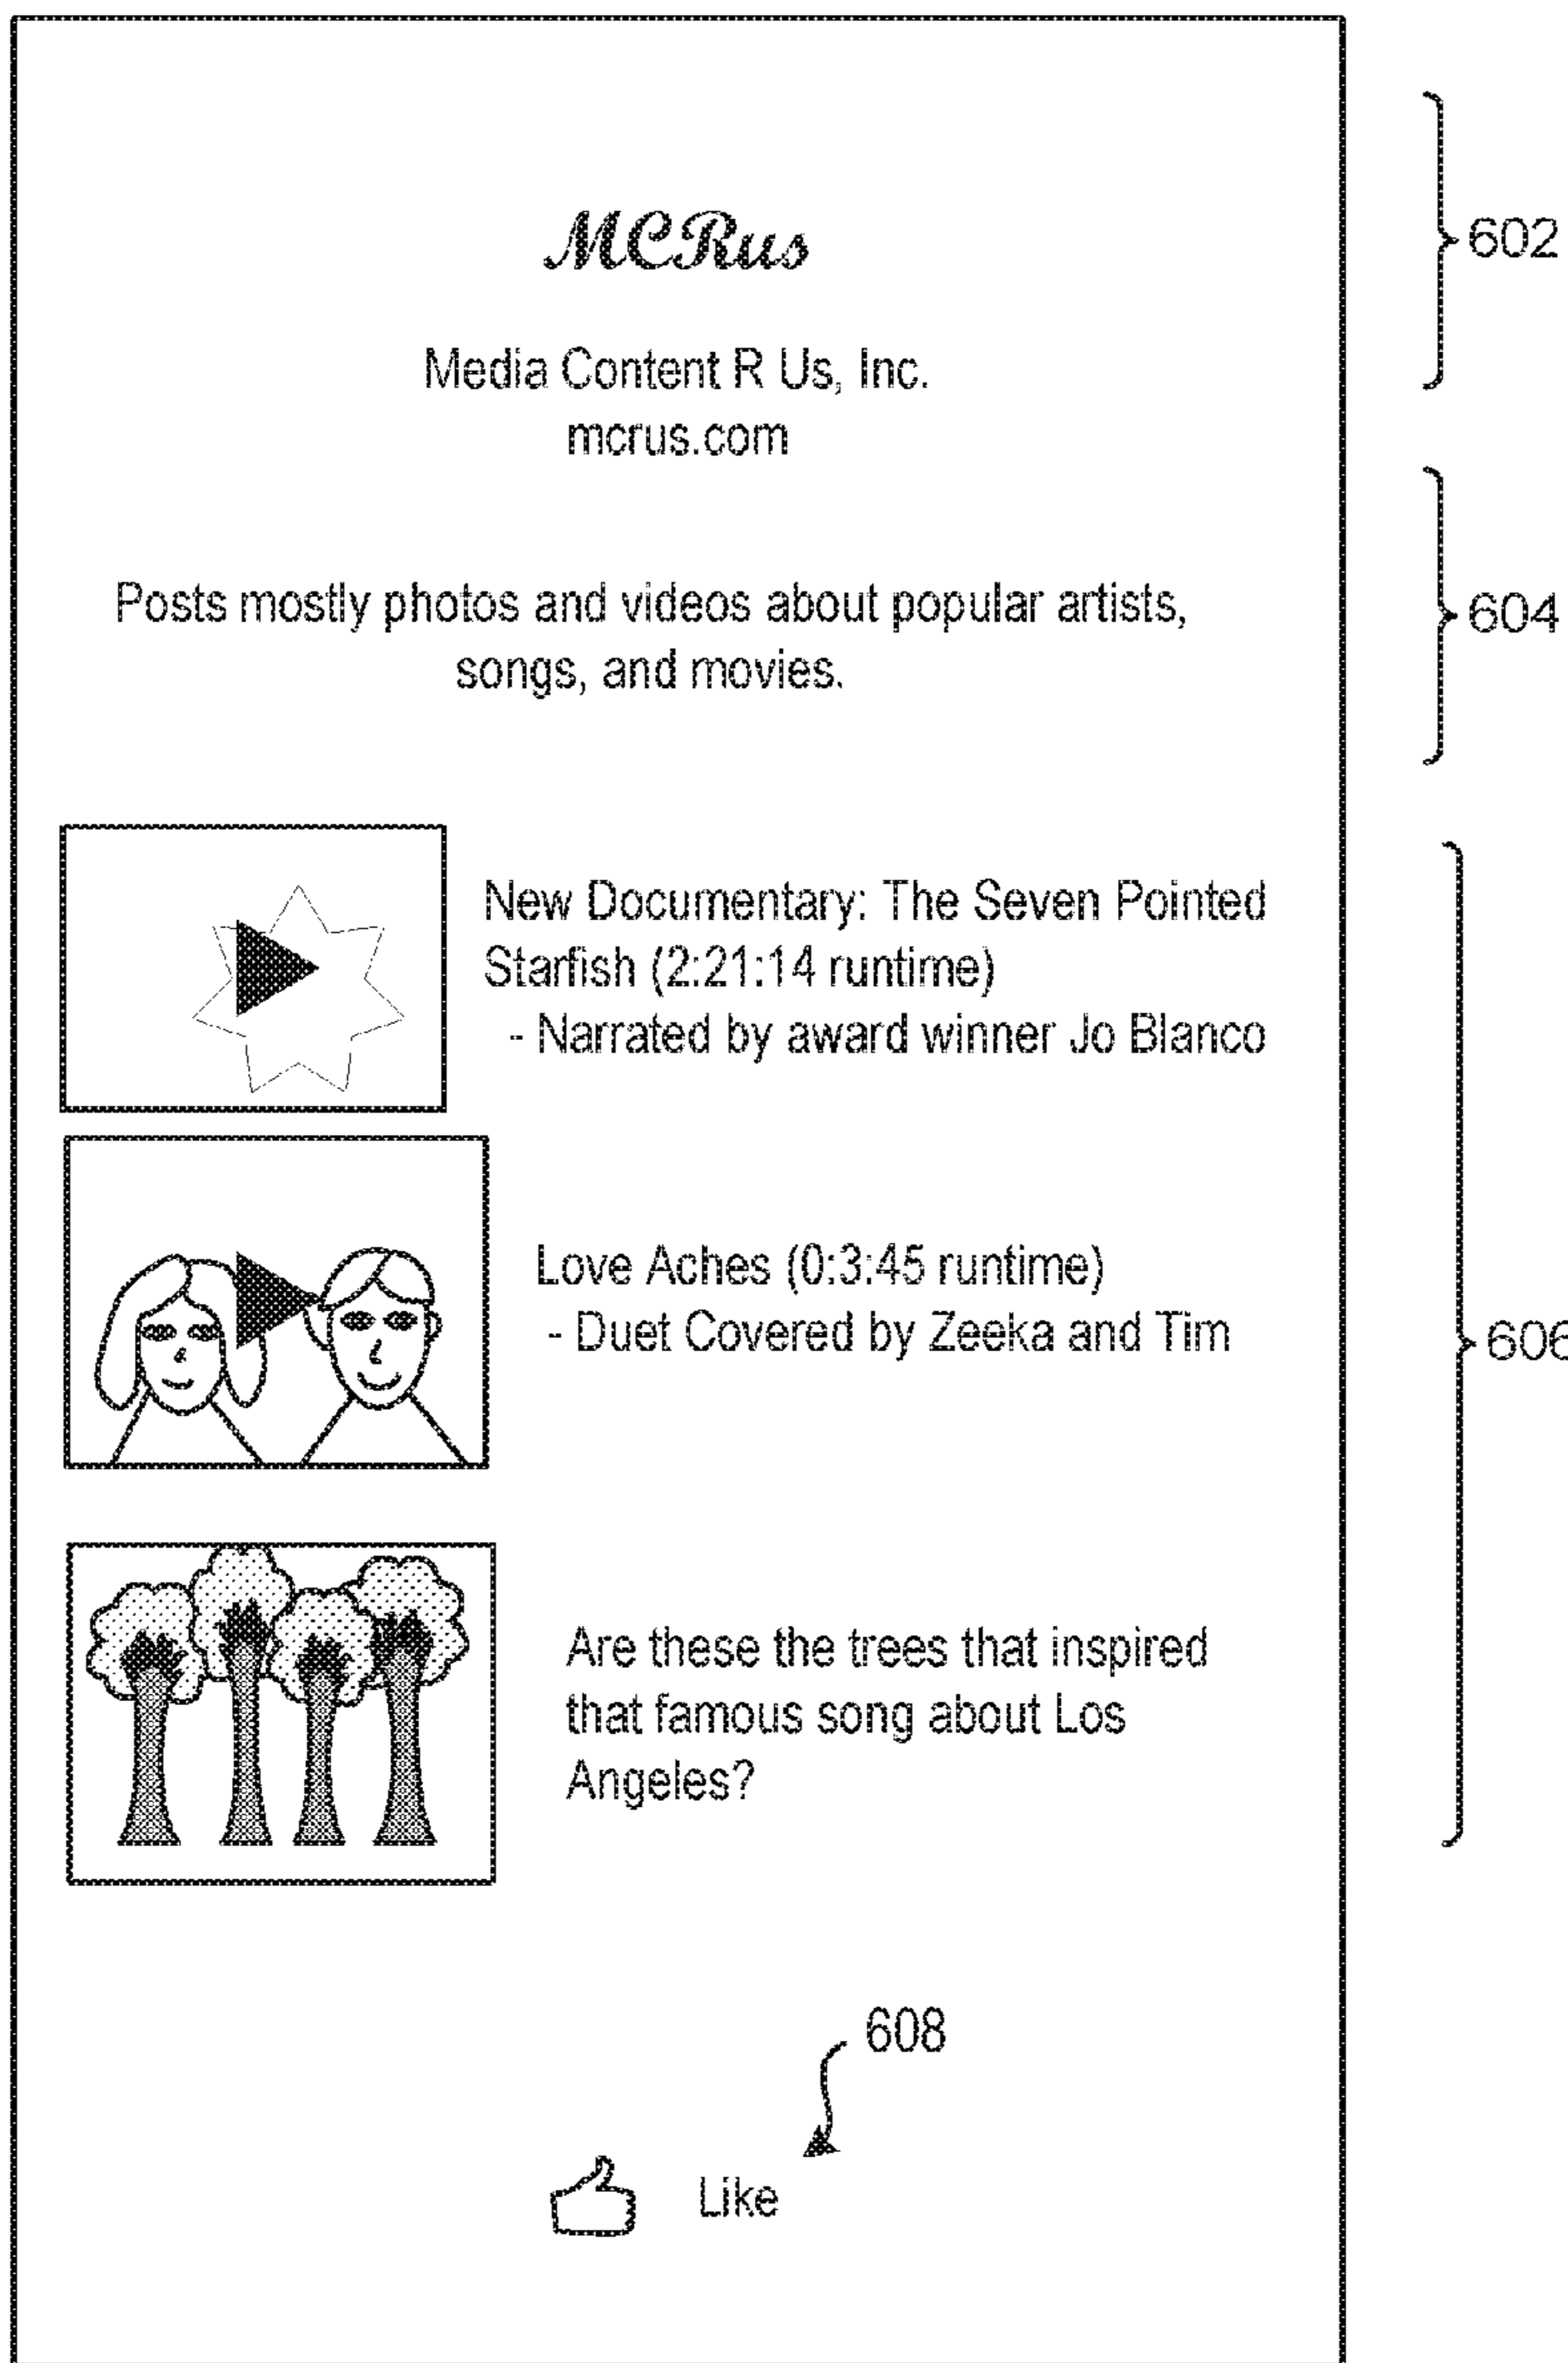 MCRus
602
Media Content R Us, Inc.
mcrus.com
Posts mostly photos and videos about popular artists,
songs, and movies.
604
New Documentary: The Seven Pointed
Starfish (2:21:14 runtime)
- Narrated by award winner Jo Blanco
Love Aches (0:3:45 runtime)
- Duet Covered by Zeeka and Tim
606
Are these the trees that inspired
that famous song about Los
Angeles?
608
Like